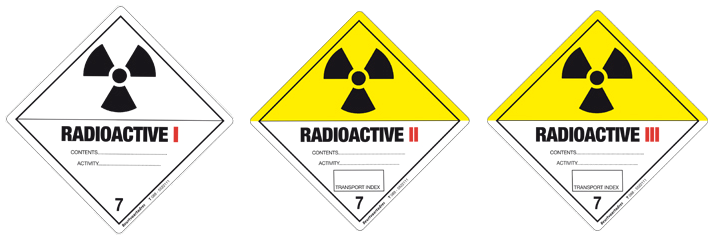 RADIOACTIVE I
CONTENTS
ACTIVITY
7
RADIOACTIVE II
CONTENTS
ACTIVITY
TRANSPORT INDEX
7
RADIOACTIVE III
CONTENTS
ACTIVITY
TRANSPORT INDEX
7